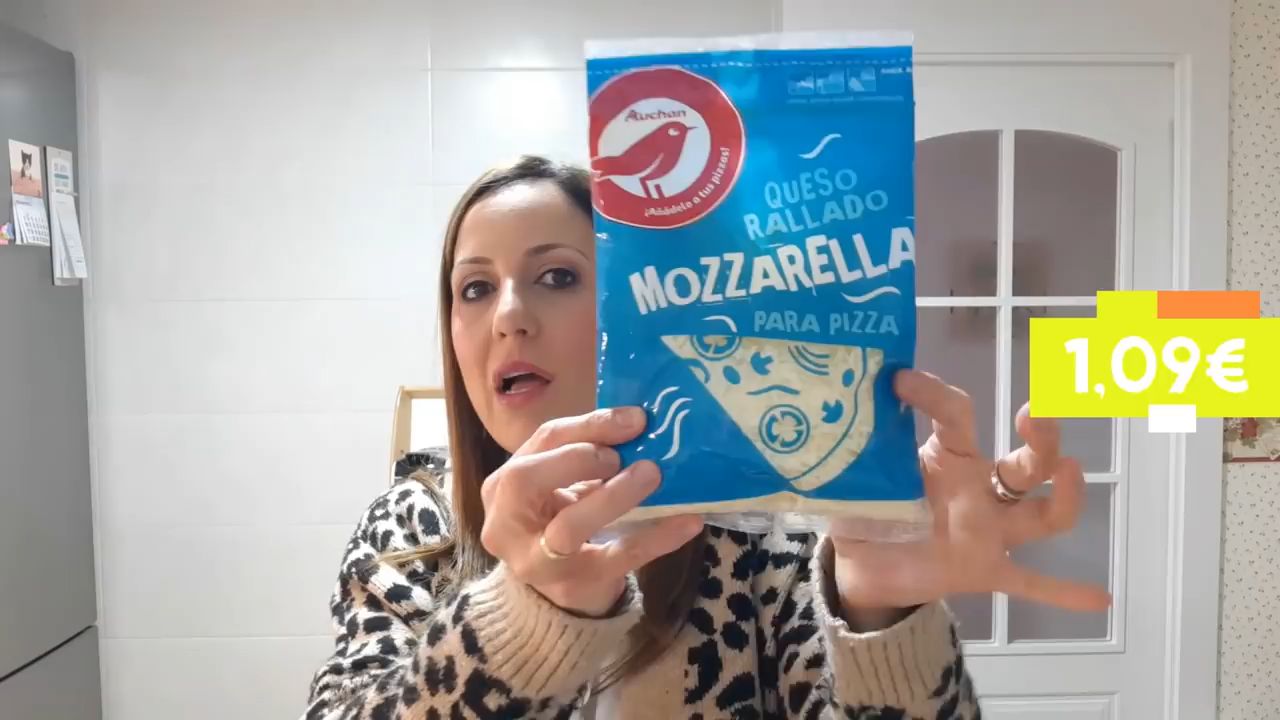 Auchan
¡Añádelo a tus pizzas!
QUESO
RALLADO
MOZZARELLA
PARA PIZZA
1,09€